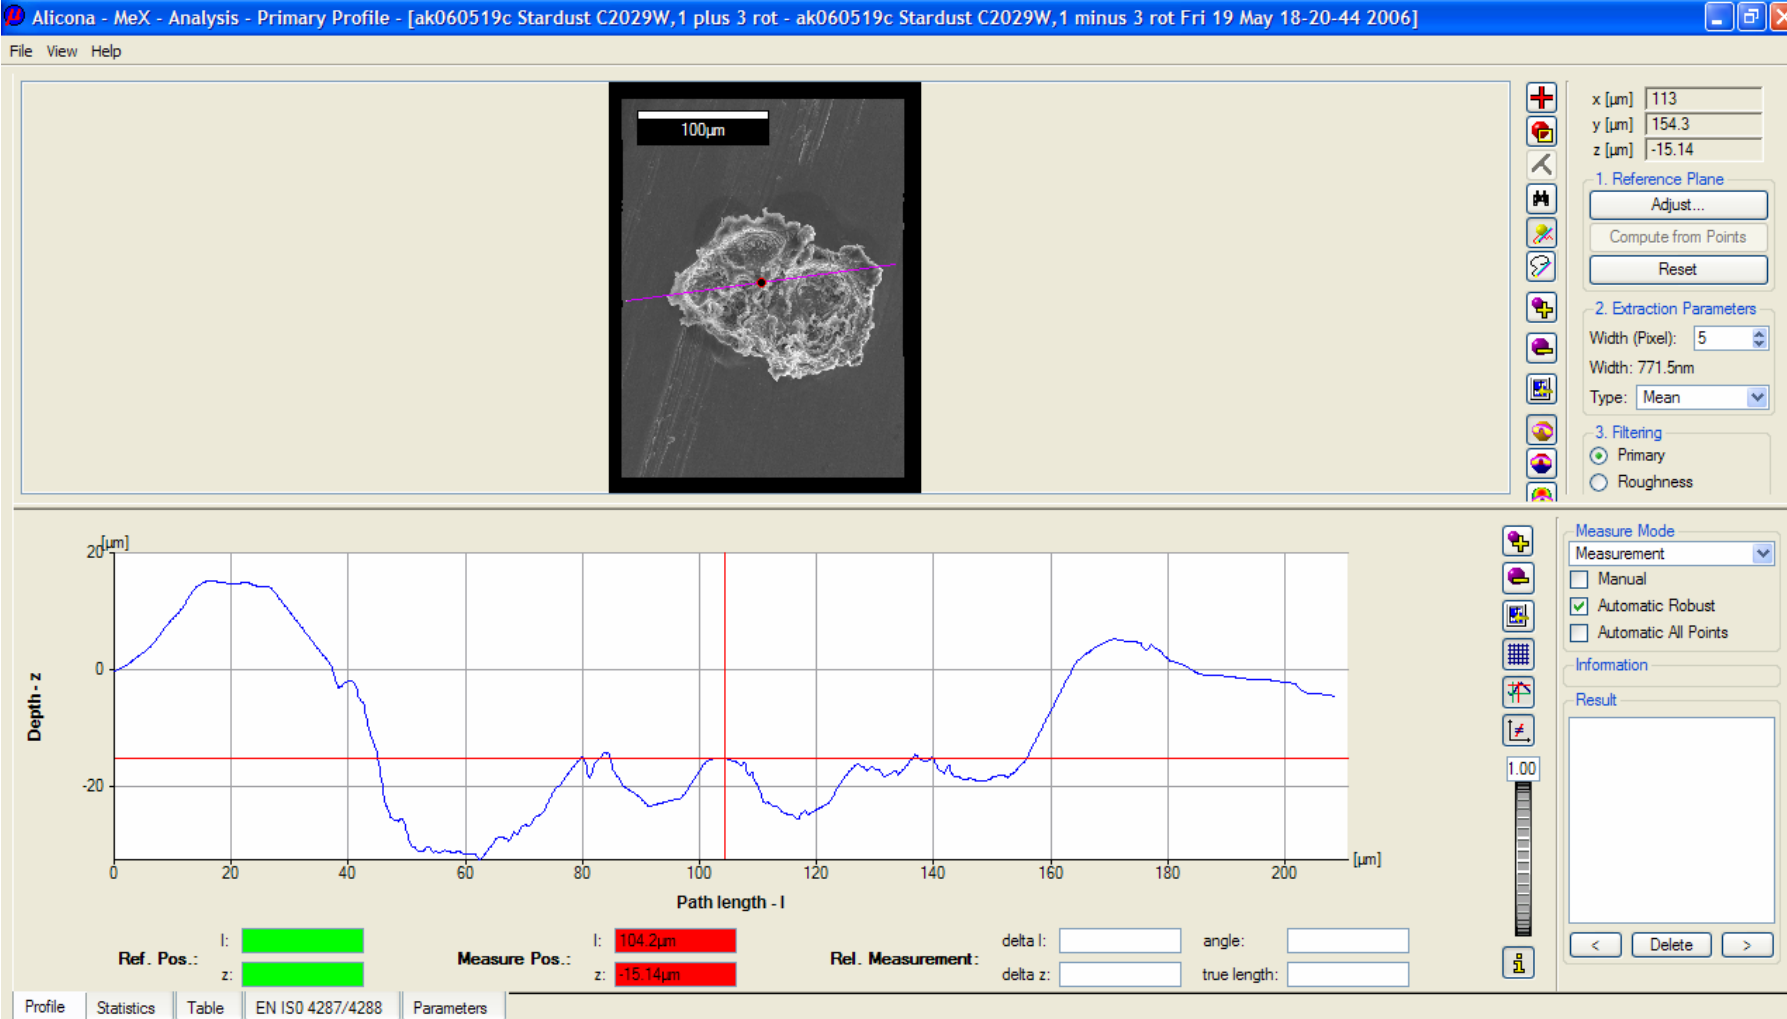 Alicona - MeX - Analysis - Primary Profile - [ak060519c Stardust C2029W,1 plus 3 rot - ak060519c Stardust C2029W,1 minus 3 rot Fri 19 May 18-20-44 2006]
File View Help
100µm
x [µm] 113
y [µm] 154.3
z [µm] -15.14
1. Reference Plane
Adjust...
Compute from Points
Reset
2. Extraction Parameters
Width (Pixel): 5
Width: 771.5nm
Type: Mean
3. Filtering
Primary
Roughness
[µm]
20
0
-20
Depth - z
0 20 40 60 80 100 120 140 160 180 200 [µm]
Path length - l
1.00
Measure Mode
Measurement
Manual
Automatic Robust
Automatic All Points
Information
Result
< Delete >
Ref. Pos.: l: z:
Measure Pos.: l: 104.2µm z: -15.14µm
Rel. Measurement: delta l: delta z: angle: true length:
Profile Statistics Table EN ISO 4287/4288 Parameters